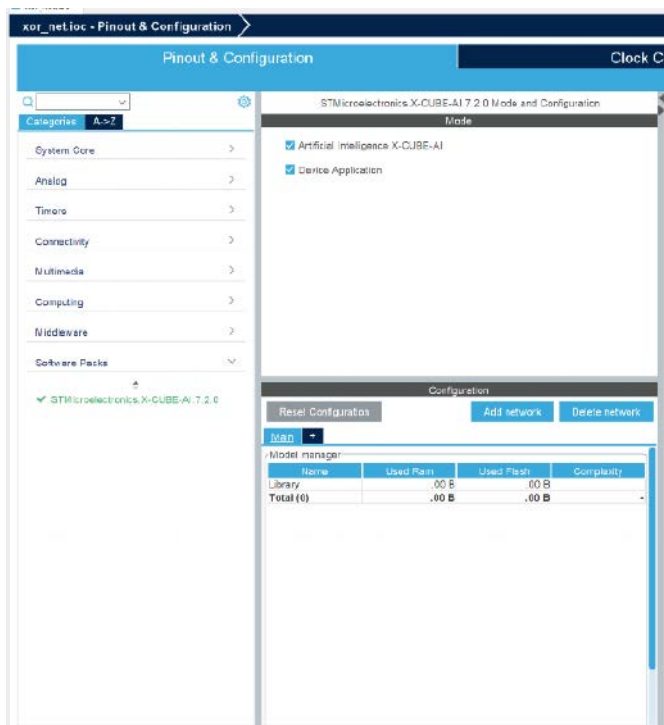 xor_net.ioc - Pinout & Configuration
Pinout & Configuration
Clock C
Categories A->Z
System Core
Analog
Timers
Connectivity
Multimedia
Computing
Middleware
Software Packs
STMicroelectronics.X-CUBE-AI.7.2.0
STMicroelectronics.X-CUBE-AI.7.2.0 Mode and Configuration
Mode
Artificial Intelligence X-CUBE-AI
Device Application
Configuration
Reset Configuration Add network Delete network
Main +
Model manager
Name Used Ram Used Flash Complexity
Library .00 B .00 B
Total (0) .00 B .00 B -